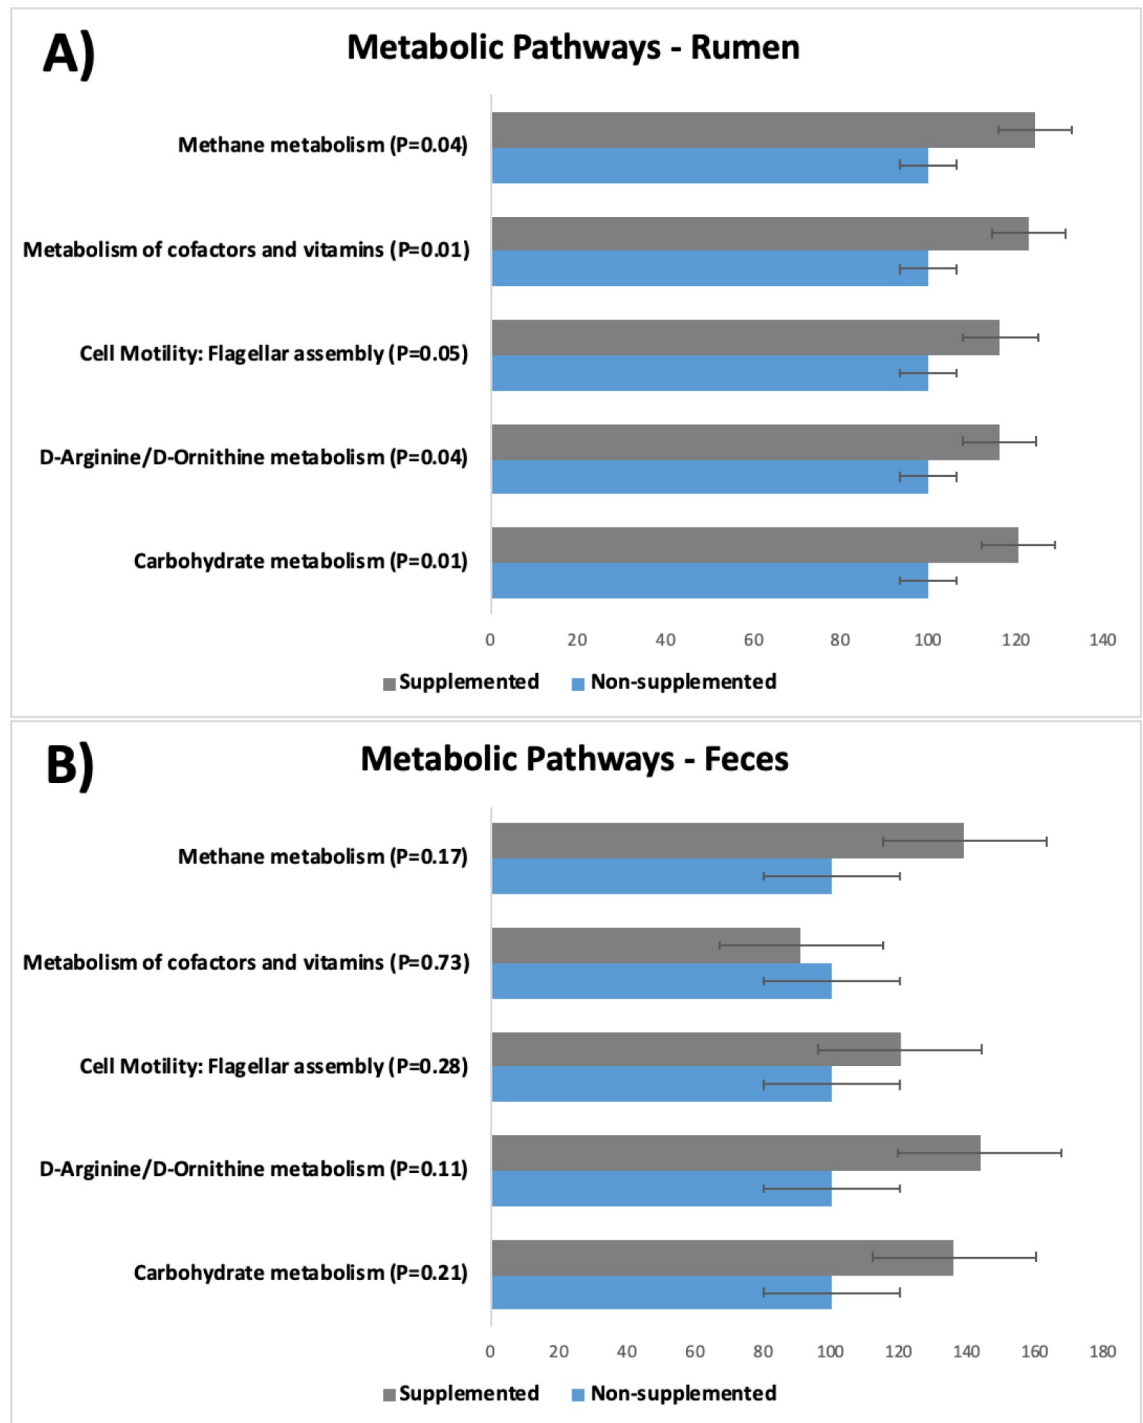 A)
Metabolic Pathways - Rumen
Methane metabolism (P=0.04)
Metabolism of cofactors and vitamins (P=0.01)
Cell Motility: Flagellar assembly (P=0.05)
D-Arginine/D-Ornithine metabolism (P=0.04)
Carbohydrate metabolism (P=0.01)
0 20 40 60 80 100 120 140
Supplemented Non-supplemented
B)
Metabolic Pathways - Feces
Methane metabolism (P=0.17)
Metabolism of cofactors and vitamins (P=0.73)
Cell Motility: Flagellar assembly (P=0.28)
D-Arginine/D-Ornithine metabolism (P=0.11)
Carbohydrate metabolism (P=0.21)
0 20 40 60 80 100 120 140 160 180
Supplemented Non-supplemented